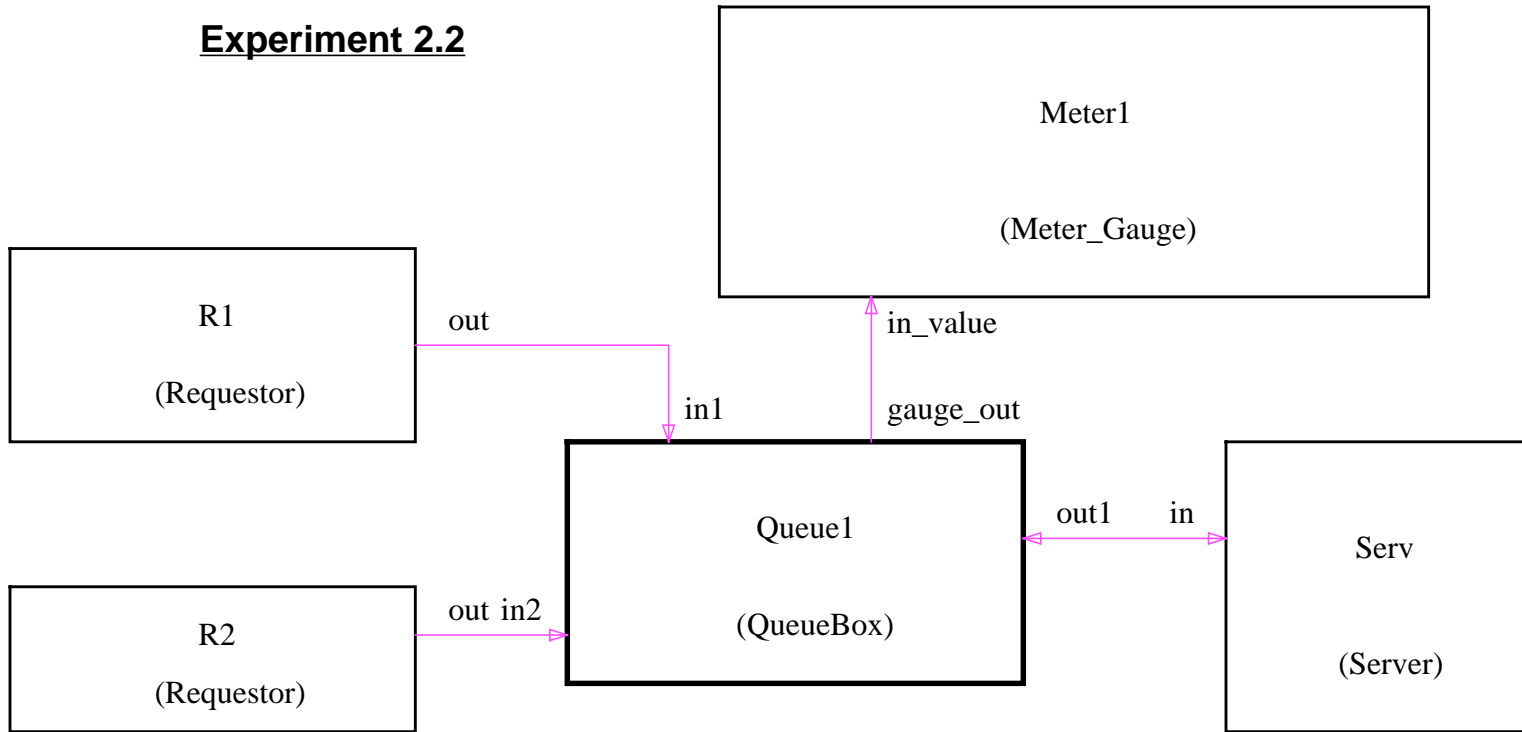 Experiment 2.2
Meter1
(Meter_Gauge)
R1
(Requestor)
out
in_value
in1
gauge_out
Queue1
(QueueBox)
out1 in
Serv
(Server)
R2
(Requestor)
out in2